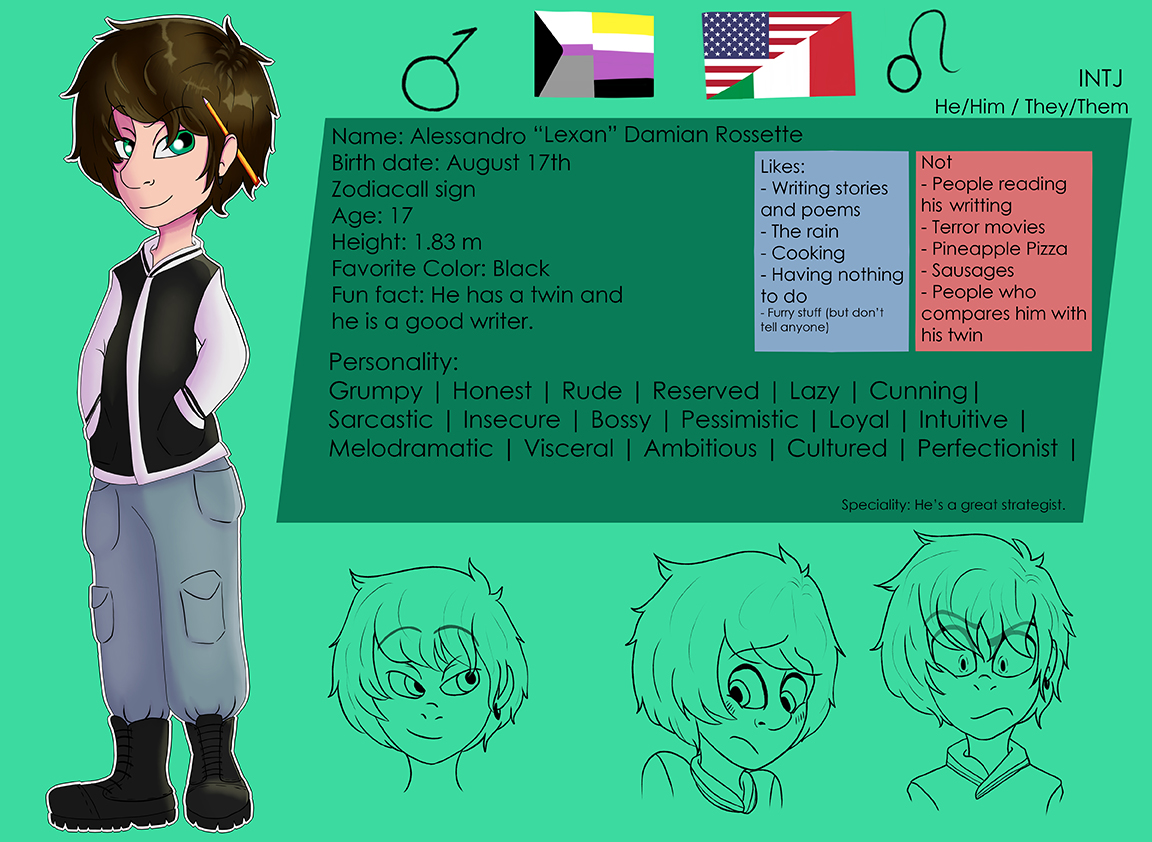 INTJ
He/Him / They/Them
Name: Alessandro “Lexan” Damian Rossette
Birth date: August 17th
Zodiacall sign
Age: 17
Height: 1.83 m
Favorite Color: Black
Fun fact: He has a twin and
he is a good writer.
Likes:
- Writing stories
and poems
- The rain
- Cooking
- Having nothing
to do
- Furry stuff (but don't
tell anyone)
Not
- People reading
his writting
- Terror movies
- Pineapple Pizza
- Sausages
- People who
compares him with
his twin
Personality:
Grumpy | Honest | Rude | Reserved | Lazy | Cunning|
Sarcastic | Insecure | Bossy | Pessimistic | Loyal | Intuitive |
Melodramatic | Visceral | Ambitious | Cultured | Perfectionist |
Speciality: He's a great strategist.